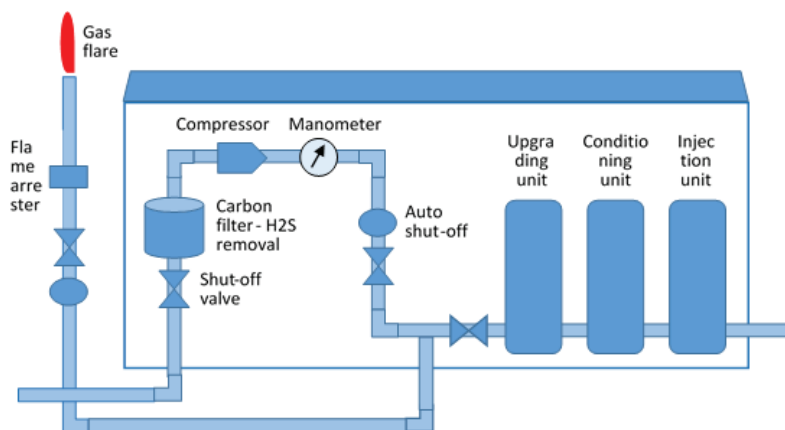 Gas
flare
Fla
me
arre
ster
Compressor
Manometer
Carbon
filter - H2S
removal
Shut-off
valve
Auto
shut-off
Upgra
ding unit
Conditio
ning unit
Injec
tion unit